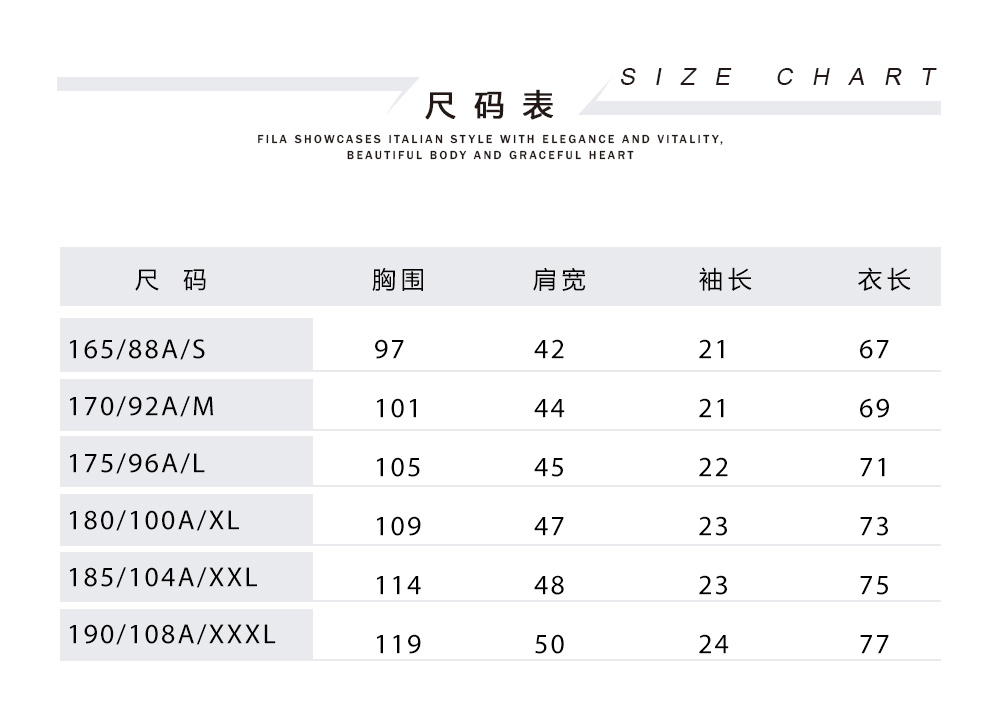 SIZE CHART
尺码表
FILA SHOWCASES ITALIAN STYLE WITH ELEGANCE AND VITALITY,
BEAUTIFUL BODY AND GRACEFUL HEART
尺码 胸围 肩宽 袖长 衣长
165/88A/S 97 42 21 67
170/92A/M 101 44 21 69
175/96A/L 105 45 22 71
180/100A/XL 109 47 23 73
185/104A/XXL 114 48 23 75
190/108A/XXXL 119 50 24 77